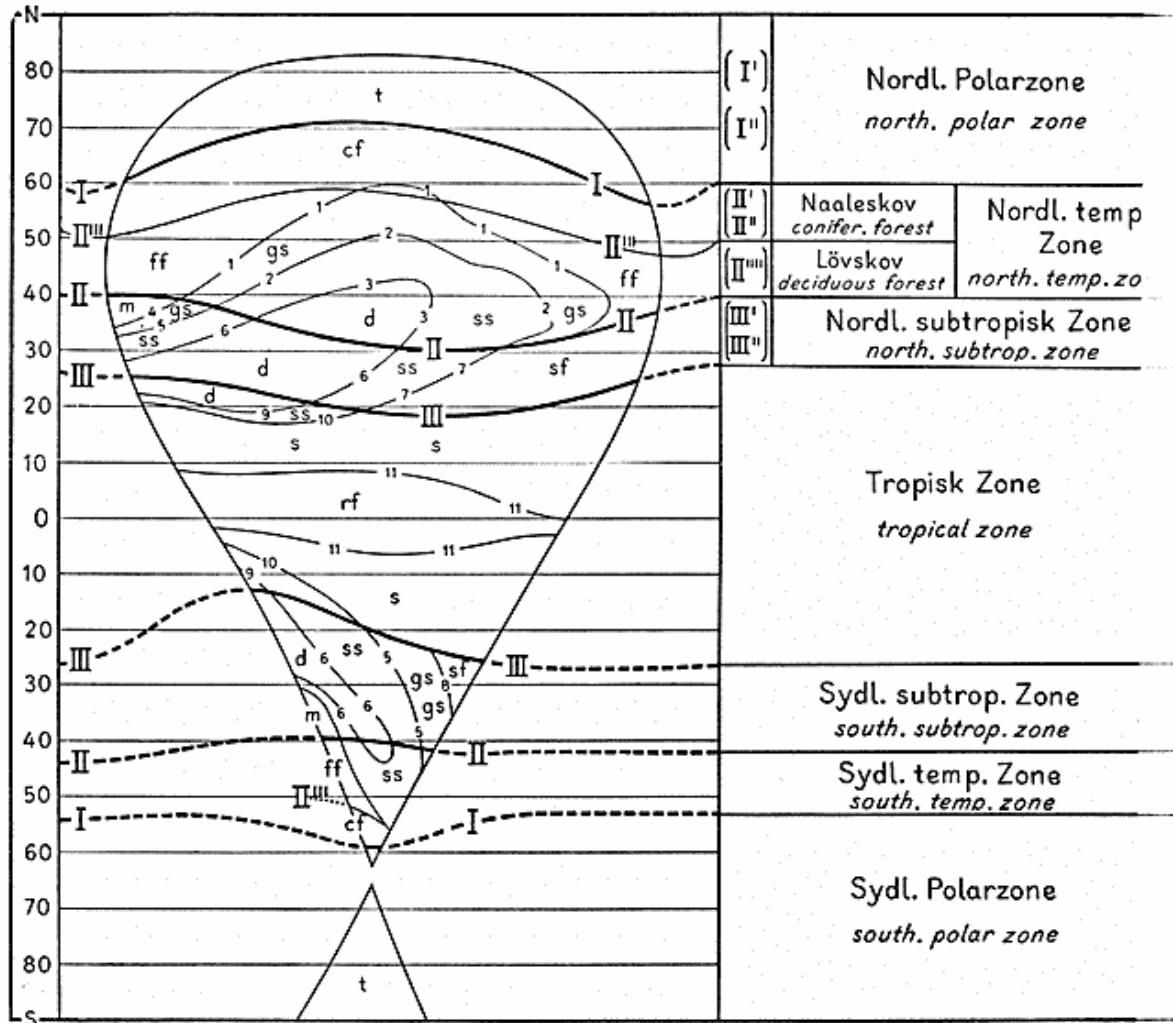 N
80
70
60
50
40
30
20
10
0
10
20
30
40
50
60
70
80
S
t
cf
I
I
1
1
1
II''''
II''''
ff
1
gs
2
2
1
ff
II
m
4
gs
3
3
d
ss
2
gs
II
5
ss
6
II
d
6
ss
7
7
sf
III
d
9
ss
10
III
s
s
11
rf
11
11
11
9
10
s
III
d
6
ss
5
sf
III
gs
8
m
6
6
gs
5
II
II
ff
ss
II''''
cf
I
I
t
(I')
(I'')
Nordl. Polarzone
north. polar zone
(II'
II'')
Naaleskov
conifer. forest
Nordl. temp
Zone
north. temp. zo
(II'''')
Lövskov
deciduous forest
(III'
III'')
Nordl. subtropisk Zone
north. subtrop. zone
Tropisk Zone
tropical zone
Sydl. subtrop. Zone
south. subtrop. zone
Sydl. temp. Zone
south. temp. zone
Sydl. Polarzone
south. polar zone